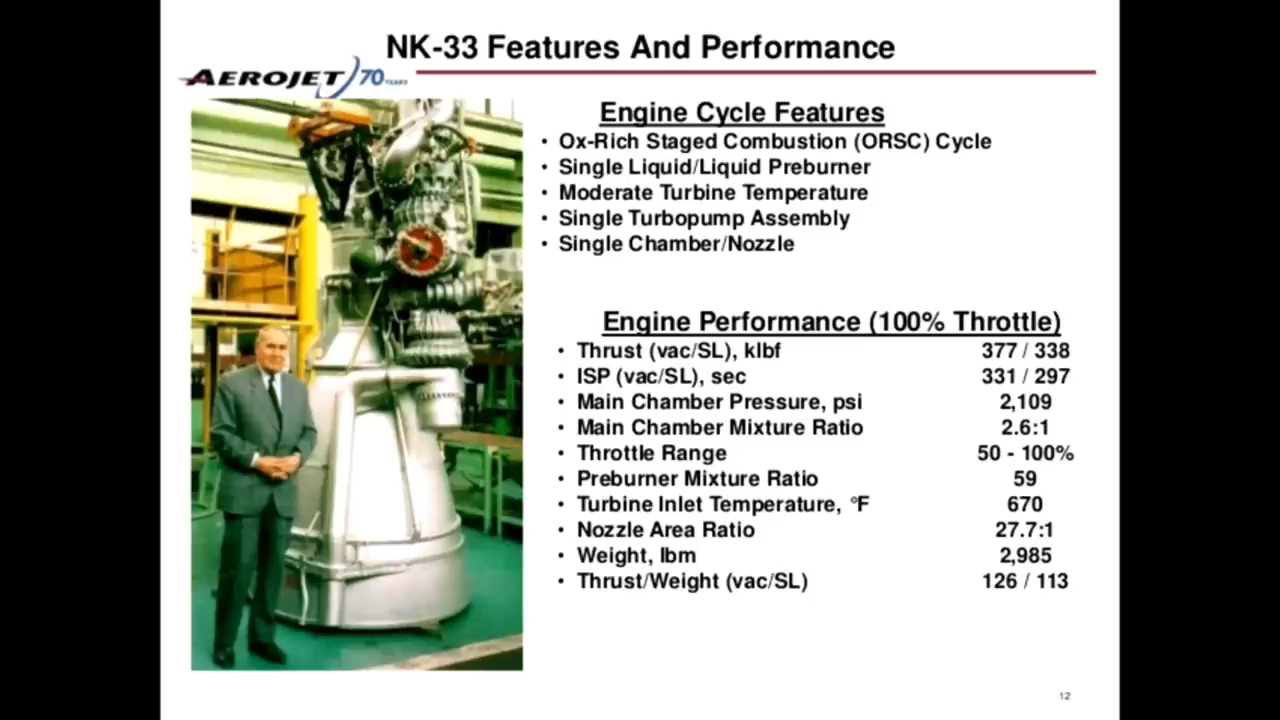 NK-33 Features And Performance
AEROJET 70 YEARS
Engine Cycle Features
• Ox-Rich Staged Combustion (ORSC) Cycle
• Single Liquid/Liquid Preburner
• Moderate Turbine Temperature
• Single Turbopump Assembly
• Single Chamber/Nozzle
Engine Performance (100% Throttle)
• Thrust (vac/SL), klbf 377 / 338
• ISP (vac/SL), sec 331 / 297
• Main Chamber Pressure, psi 2,109
• Main Chamber Mixture Ratio 2.6:1
• Throttle Range 50 - 100%
• Preburner Mixture Ratio 59
• Turbine Inlet Temperature, °F 670
• Nozzle Area Ratio 27.7:1
• Weight, lbm 2,985
• Thrust/Weight (vac/SL) 126 / 113
12